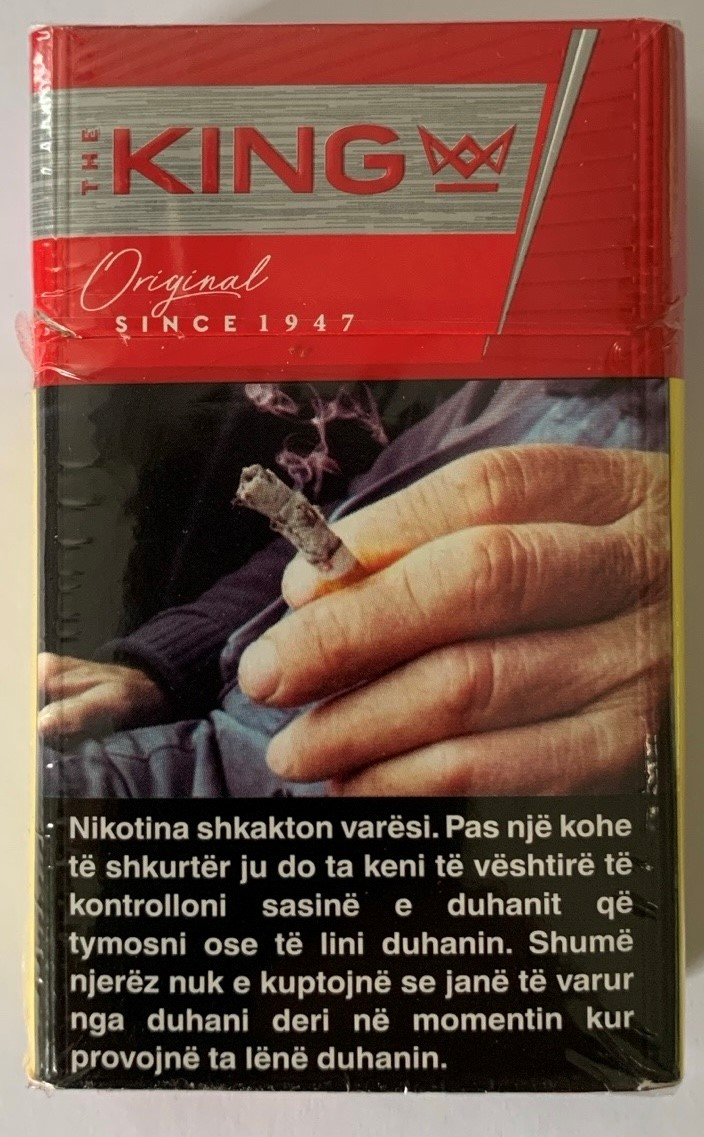 THE KING
Original
SINCE 1947
Nikotina shkakton varësi. Pas një kohe
të shkurtër ju do ta keni të vështirë të
kontrolloni sasinë e duhanit që
tymosni ose të lini duhanin. Shumë
njerëz nuk e kuptojnë se janë të varur
nga duhani deri në momentin kur
provojnë ta lënë duhanin.